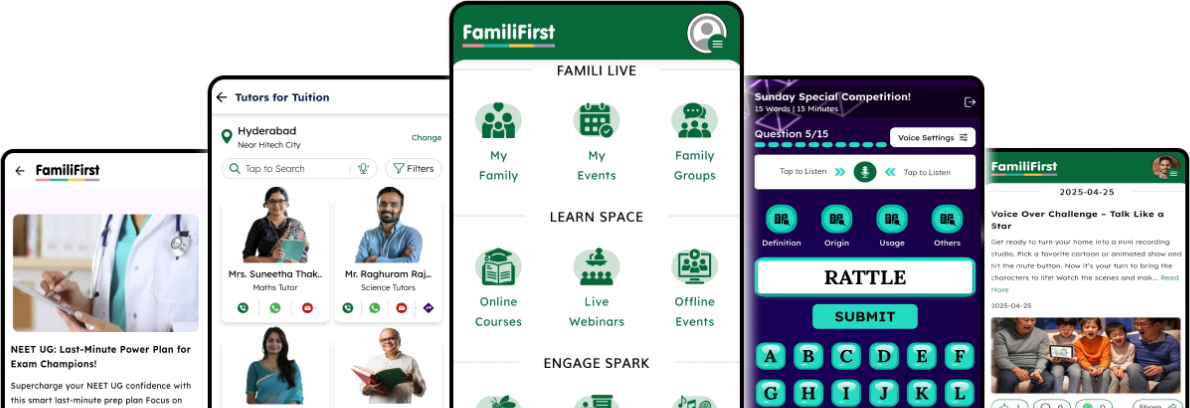 FamiliFirst
NEET UG: Last-Minute Power Plan for
Exam Champions!
Supercharge your NEET UG confidence with
this smart last-minute prep plan Focus on
Tutors for Tuition
Hyderabad
Near Hitech City
Change
Tap to Search
Filters
Mrs. Suneetha Thak..
Maths Tutor
Mr. Raghuram Raj...
Science Tutors
FamiliFirst
FAMILI LIVE
My
Family
My
Events
Family
Groups
LEARN SPACE
Online
Courses
Live
Webinars
Offline
Events
ENGAGE SPARK
Sunday Special Competition!
15 Words | 15 Minutes
Question 5/15
Voice Settings
Tap to Listen
Tap to Listen
Definition
Origin
Usage
Others
RATTLE
SUBMIT
A B C D E F
G H I J K L
FamiliFirst
2025-04-25
Voice Over Challenge – Talk Like a
Star
Get ready to turn your home into a mini recording
studio. Pick a favorite cartoon or animated show and
hit the mute button. Now it's your turn to bring the
characters to life! Watch the scenes and mak... Read
More
2025-04-25